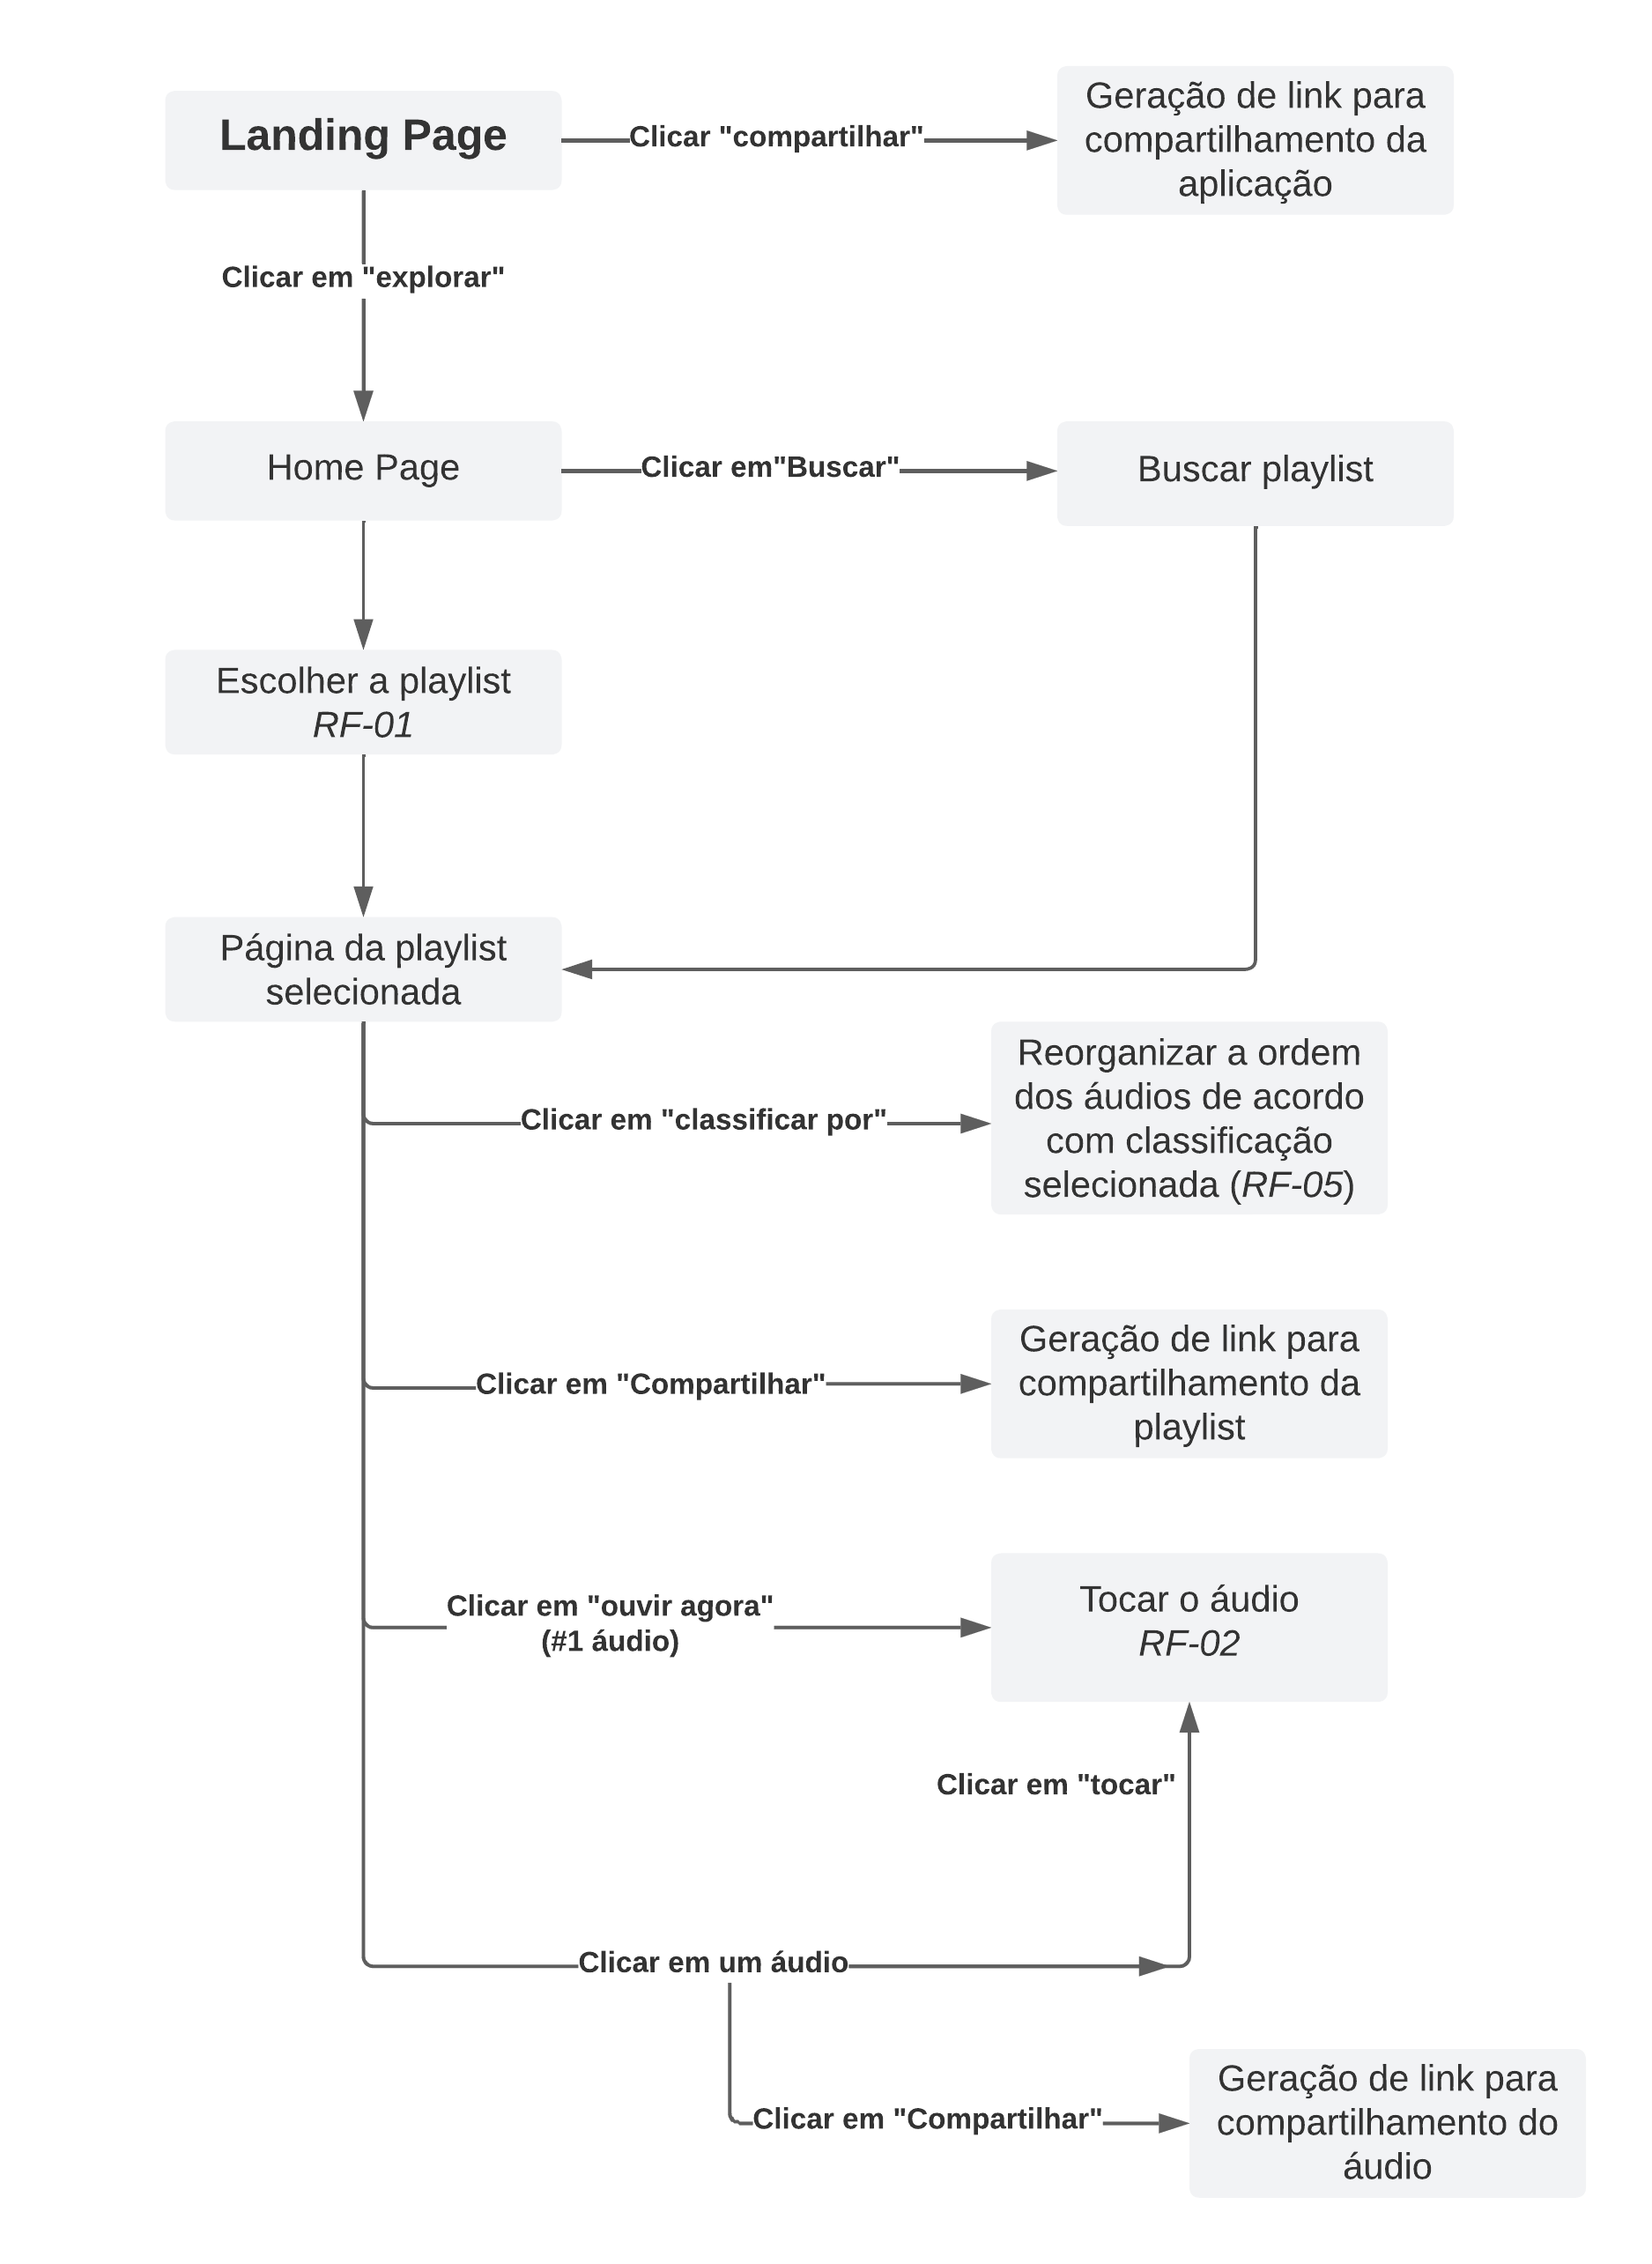 Landing Page
Clicar "compartilhar"
Geração de link para
compartilhamento da
aplicação
Clicar em "explorar"
Home Page
Clicar em"Buscar"
Buscar playlist
Escolher a playlist
RF-01
Página da playlist
selecionada
Clicar em "classificar por"
Reorganizar a ordem
dos áudios de acordo
com classificação
selecionada (RF-05)
Clicar em "Compartilhar"
Geração de link para
compartilhamento da
playlist
Clicar em "ouvir agora"
(#1 áudio)
Tocar o áudio
RF-02
Clicar em "tocar"
Clicar em um áudio
Clicar em "Compartilhar"
Geração de link para
compartilhamento do
áudio